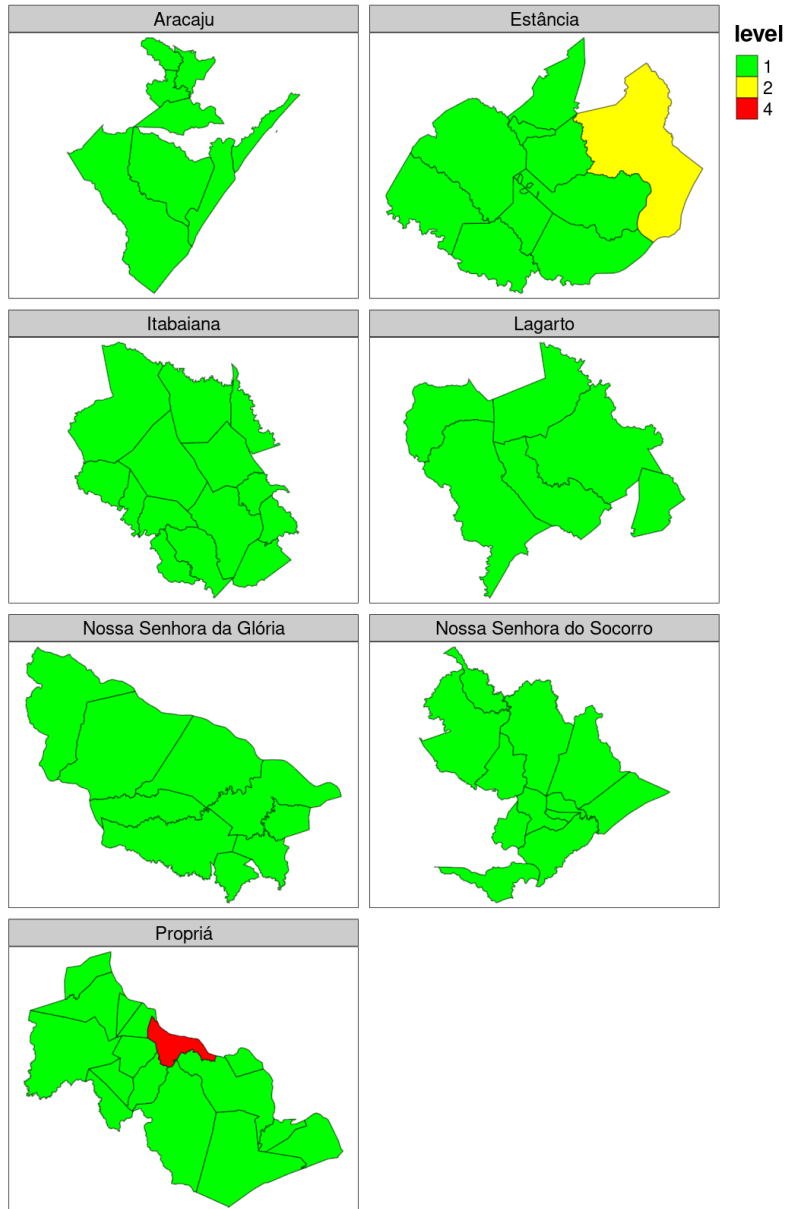 Aracaju
Estância
level
1
2
4
Itabaiana
Lagarto
Nossa Senhora da Glória
Nossa Senhora do Socorro
Propriá